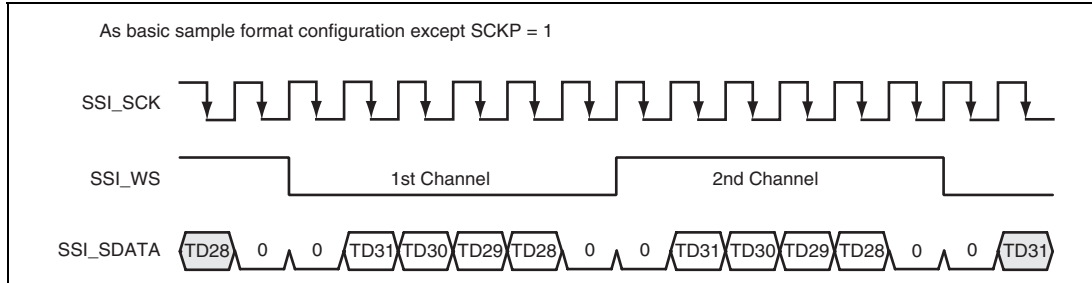 As basic sample format configuration except SCKP = 1
SSI_SCK
SSI_WS 1st Channel 2nd Channel
SSI_SDATA TD28 0 0 TD31 TD30 TD29 TD28 0 0 TD31 TD30 TD29 TD28 0 0 TD31